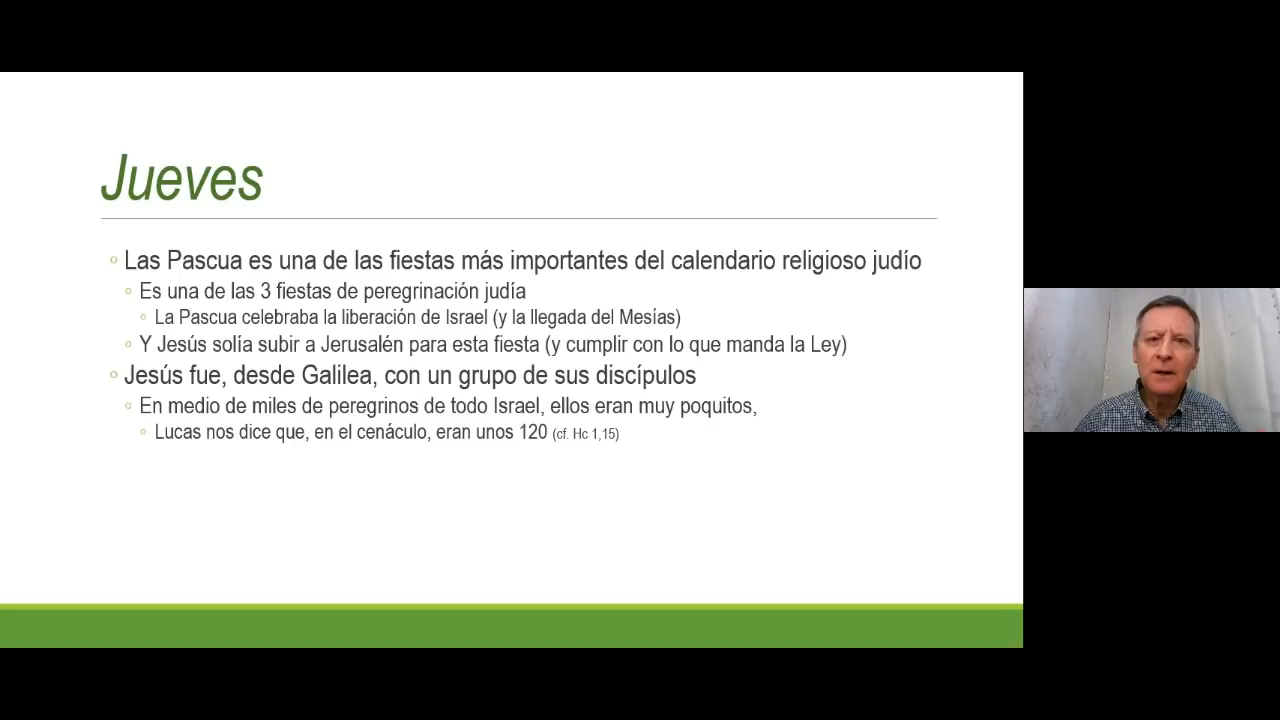 Jueves
Las Pascua es una de las fiestas más importantes del calendario religioso judío
Es una de las 3 fiestas de peregrinación judía
La Pascua celebraba la liberación de Israel (y la llegada del Mesías)
Y Jesús solía subir a Jerusalén para esta fiesta (y cumplir con lo que manda la Ley)
Jesús fue, desde Galilea, con un grupo de sus discípulos
En medio de miles de peregrinos de todo Israel, ellos eran muy poquitos,
Lucas nos dice que, en el cenáculo, eran unos 120 (cf. Hc 1,15)